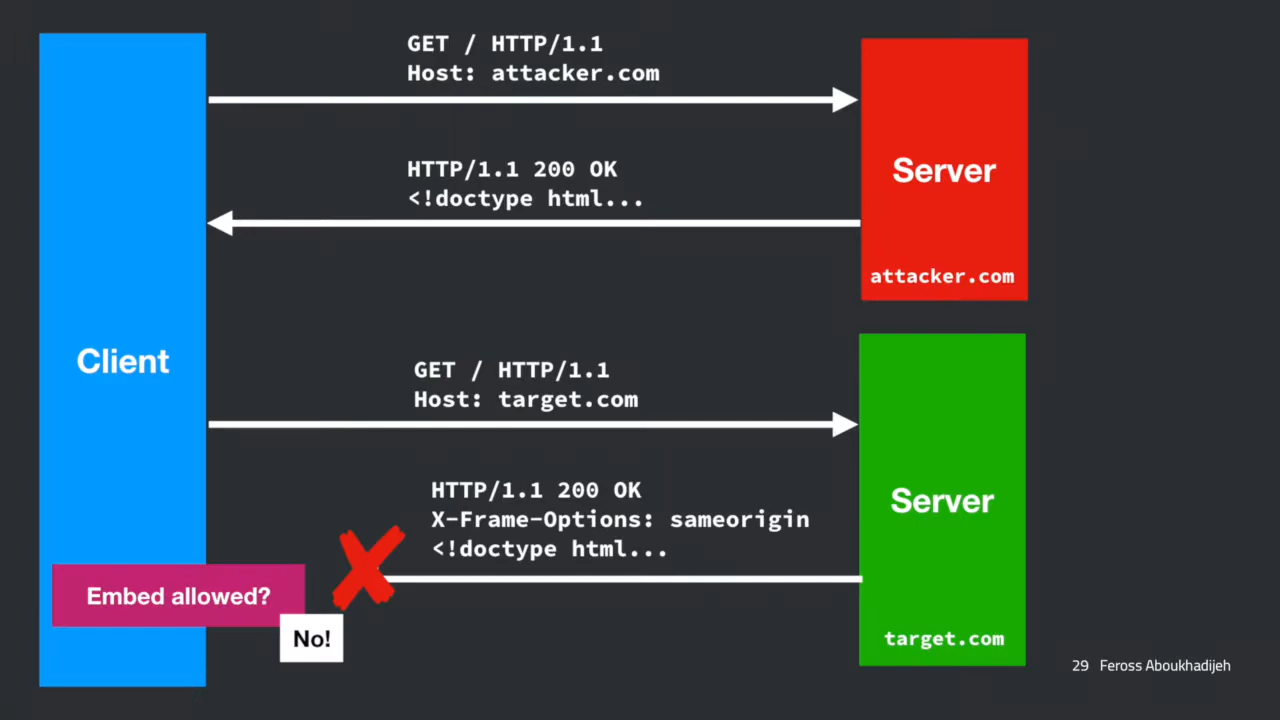 GET / HTTP/1.1
Host: attacker.com
HTTP/1.1 200 OK
<!doctype html...
Server
attacker.com
Client
GET / HTTP/1.1
Host: target.com
HTTP/1.1 200 OK
X-Frame-Options: sameorigin
<!doctype html...
Server
target.com
Embed allowed?
No!
29 Feross Aboukhadijeh